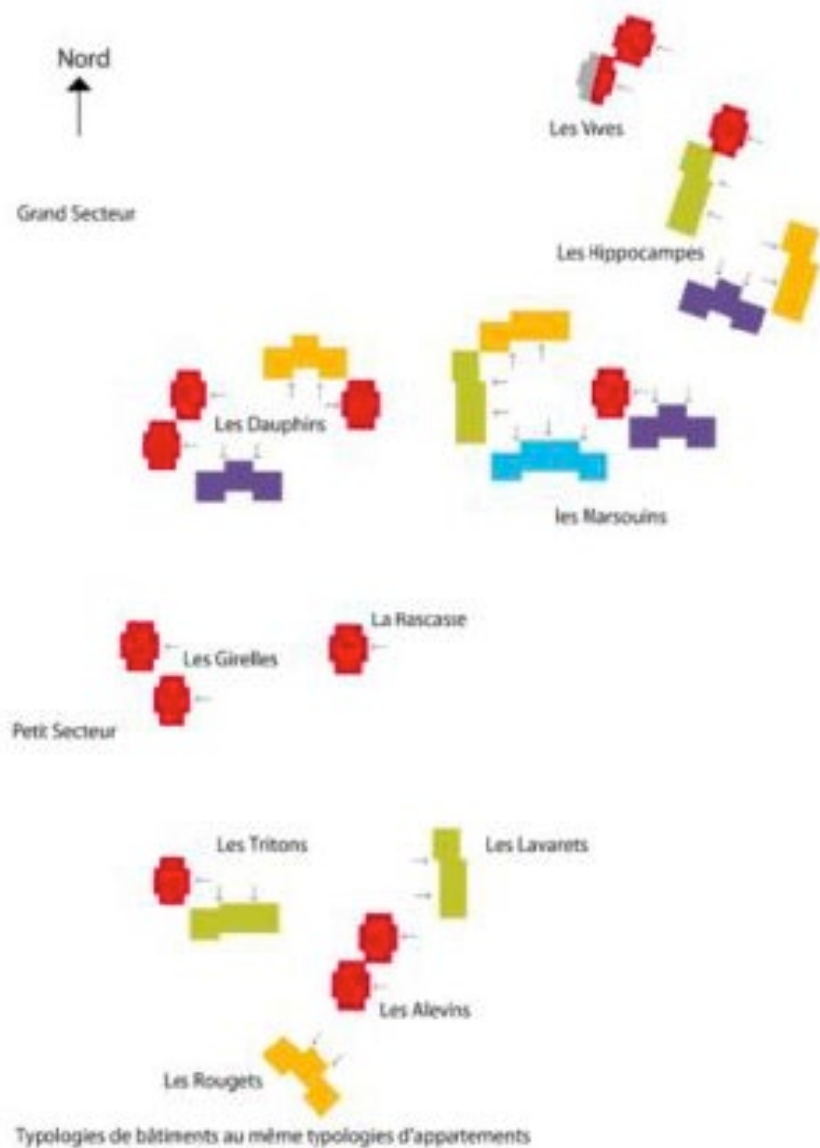 Nord
Les Vives
Grand Secteur
Les Hippocampes
Les Dauphins
les Marsouins
La Rascasse
Les Girelles
Petit Secteur
Les Tritons
Les Lavarets
Les Alevins
Les Rougets
Typologies de bâtiments au même typologies d'appartements